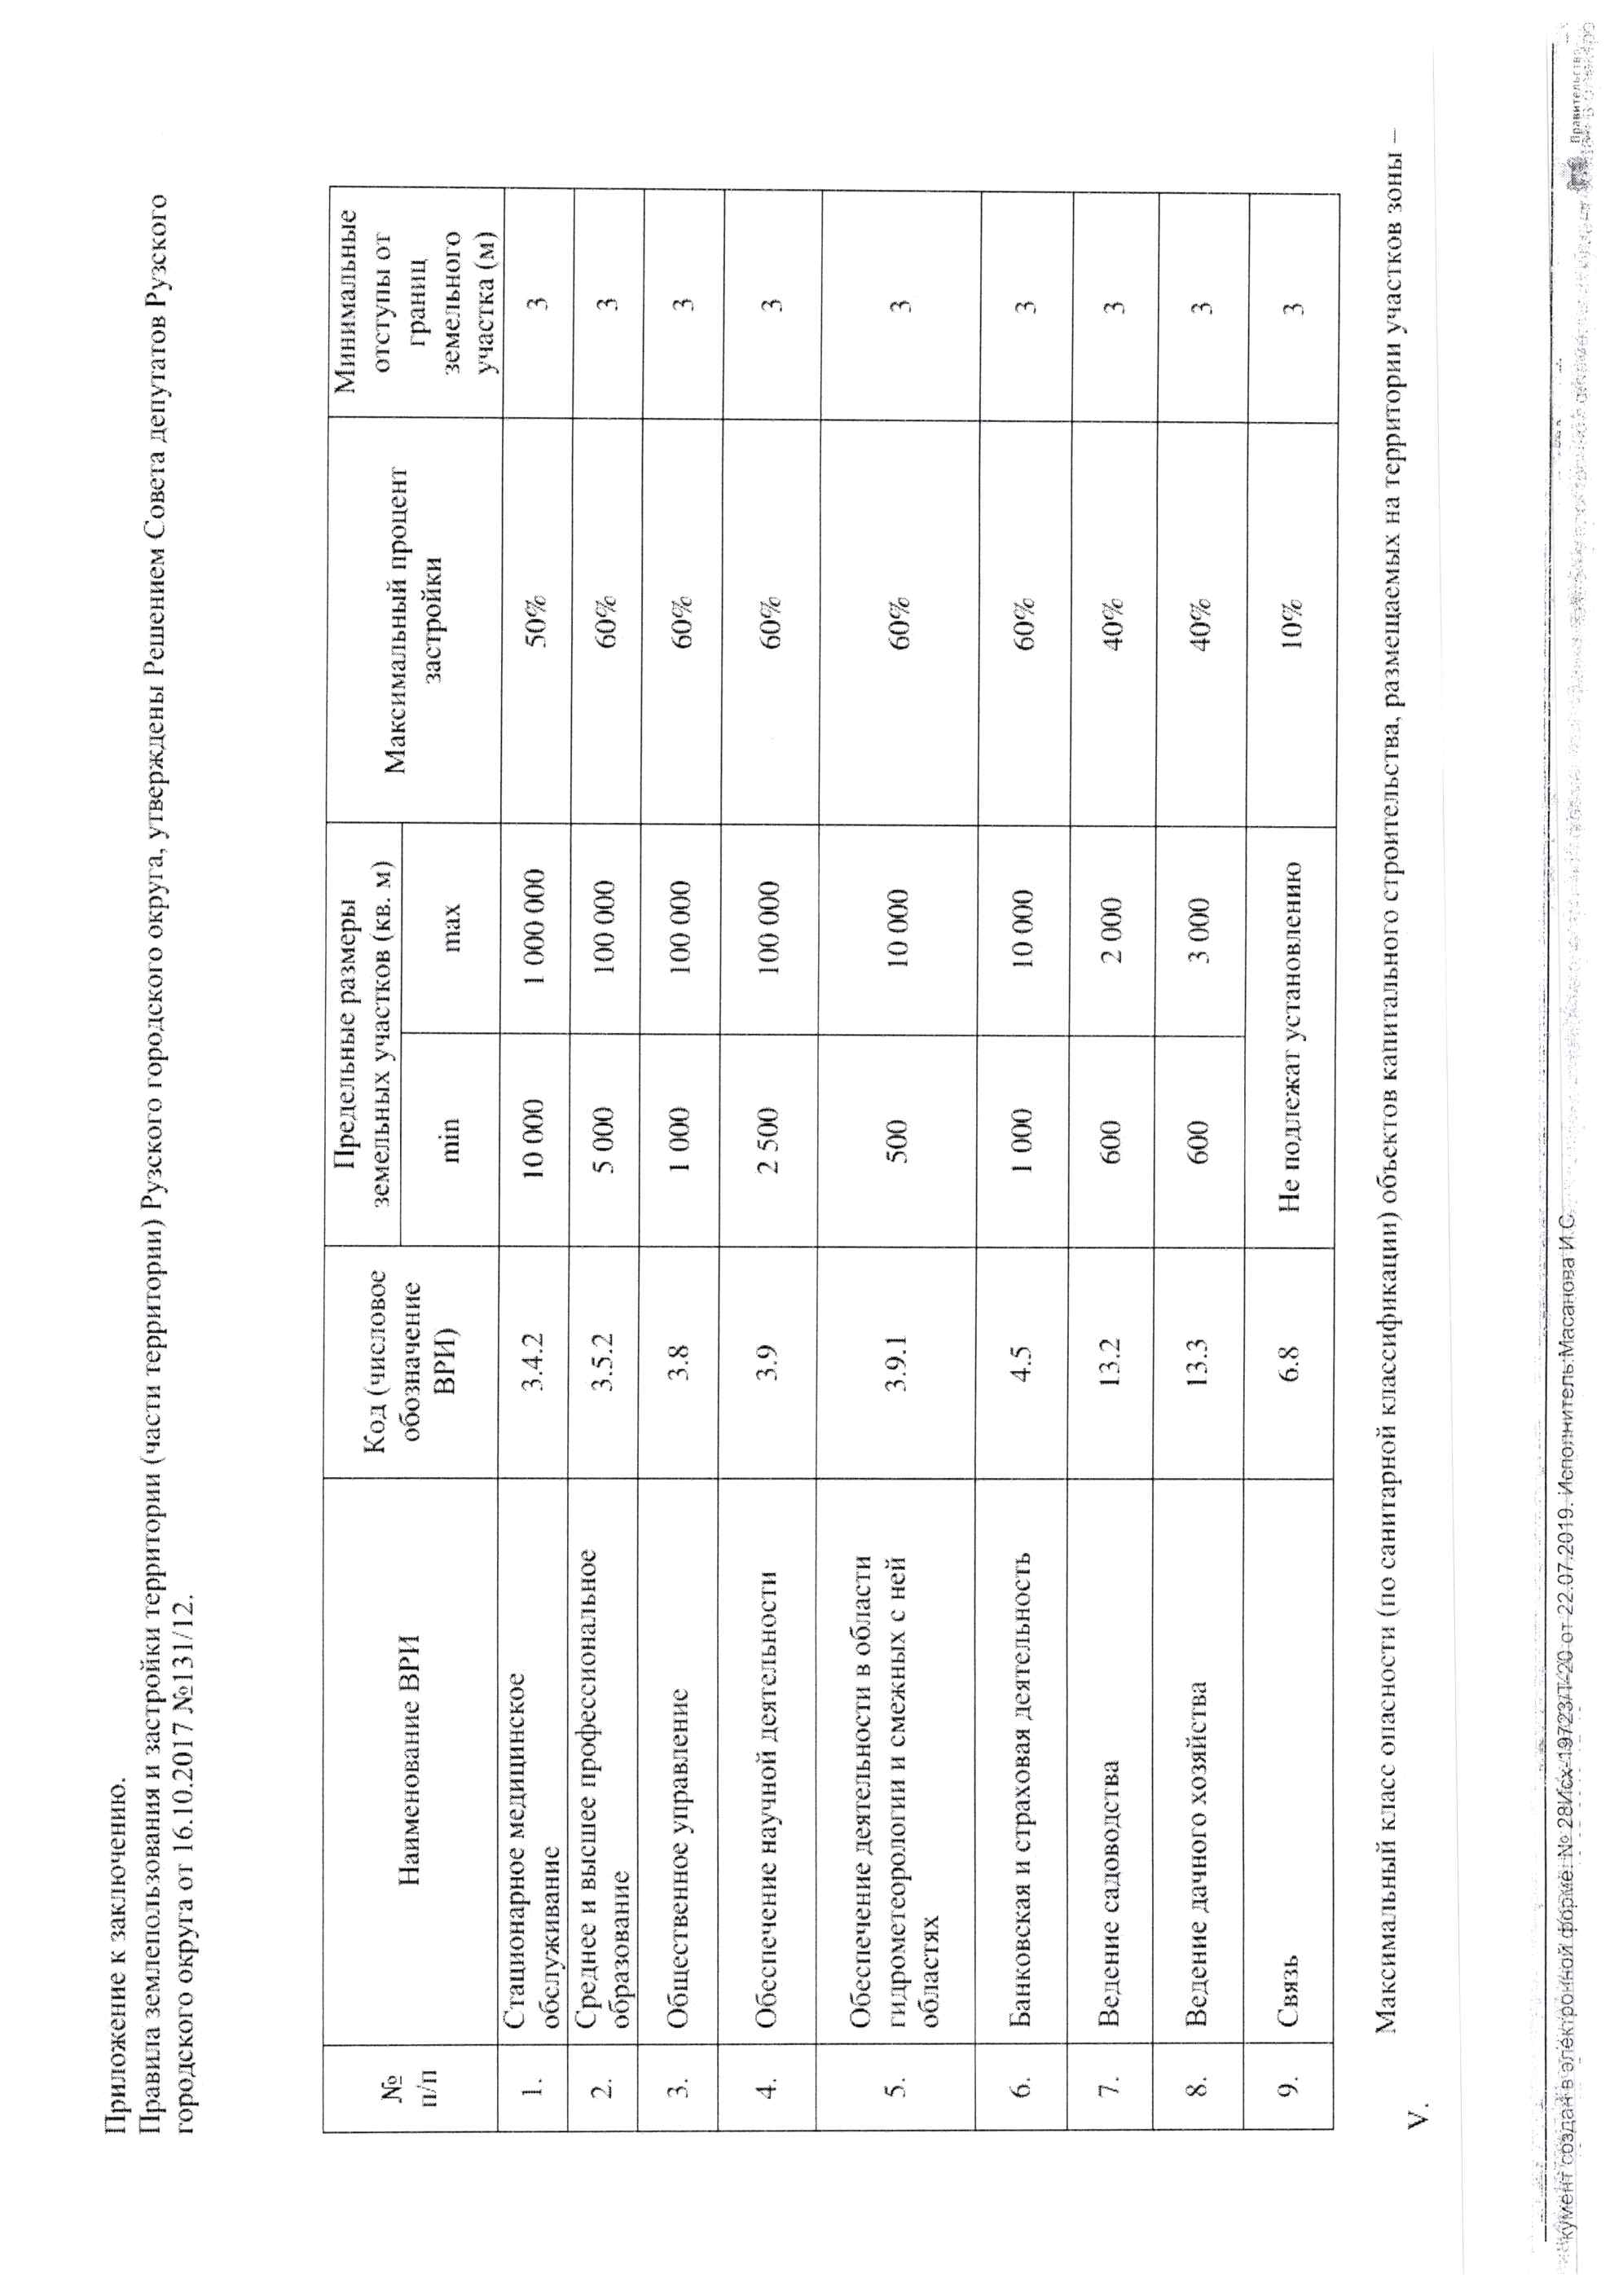 Приложение к заключению.
Правила землепользования и застройки территории (части территории) Рузского городского округа, утверждены Решением Совета депутатов Рузского
городского округа от 16.10.2017 №131/12.
№ п/п
Наименование ВРИ
Код (числовое обозначение ВРИ)
Предельные размеры земельных участков (кв. м)
min
max
Максимальный процент застройки
Минимальные отступы от границ земельного участка (м)
1. Стационарное медицинское обслуживание 3.4.2 10 000 1 000 000 50% 3
2. Среднее и высшее профессиональное образование 3.5.2 5 000 100 000 60% 3
3. Общественное управление 3.8 1 000 100 000 60% 3
4. Обеспечение научной деятельности 3.9 2 500 100 000 60% 3
5. Обеспечение деятельности в области гидрометеорологии и смежных с ней областях 3.9.1 500 10 000 60% 3
6. Банковская и страховая деятельность 4.5 1 000 10 000 60% 3
7. Ведение садоводства 13.2 600 2 000 40% 3
8. Ведение дачного хозяйства 13.3 600 3 000 40% 3
9. Связь 6.8 Не подлежат установлению 10% 3
Максимальный класс опасности (по санитарной классификации) объектов капитального строительства, размещаемых на территории участков зоны –
V.
кумент создан в электронной форме. № 28Исх-19723/1-20 от 22.07.2019. Исполнитель:Масанова И.С.
Правительство